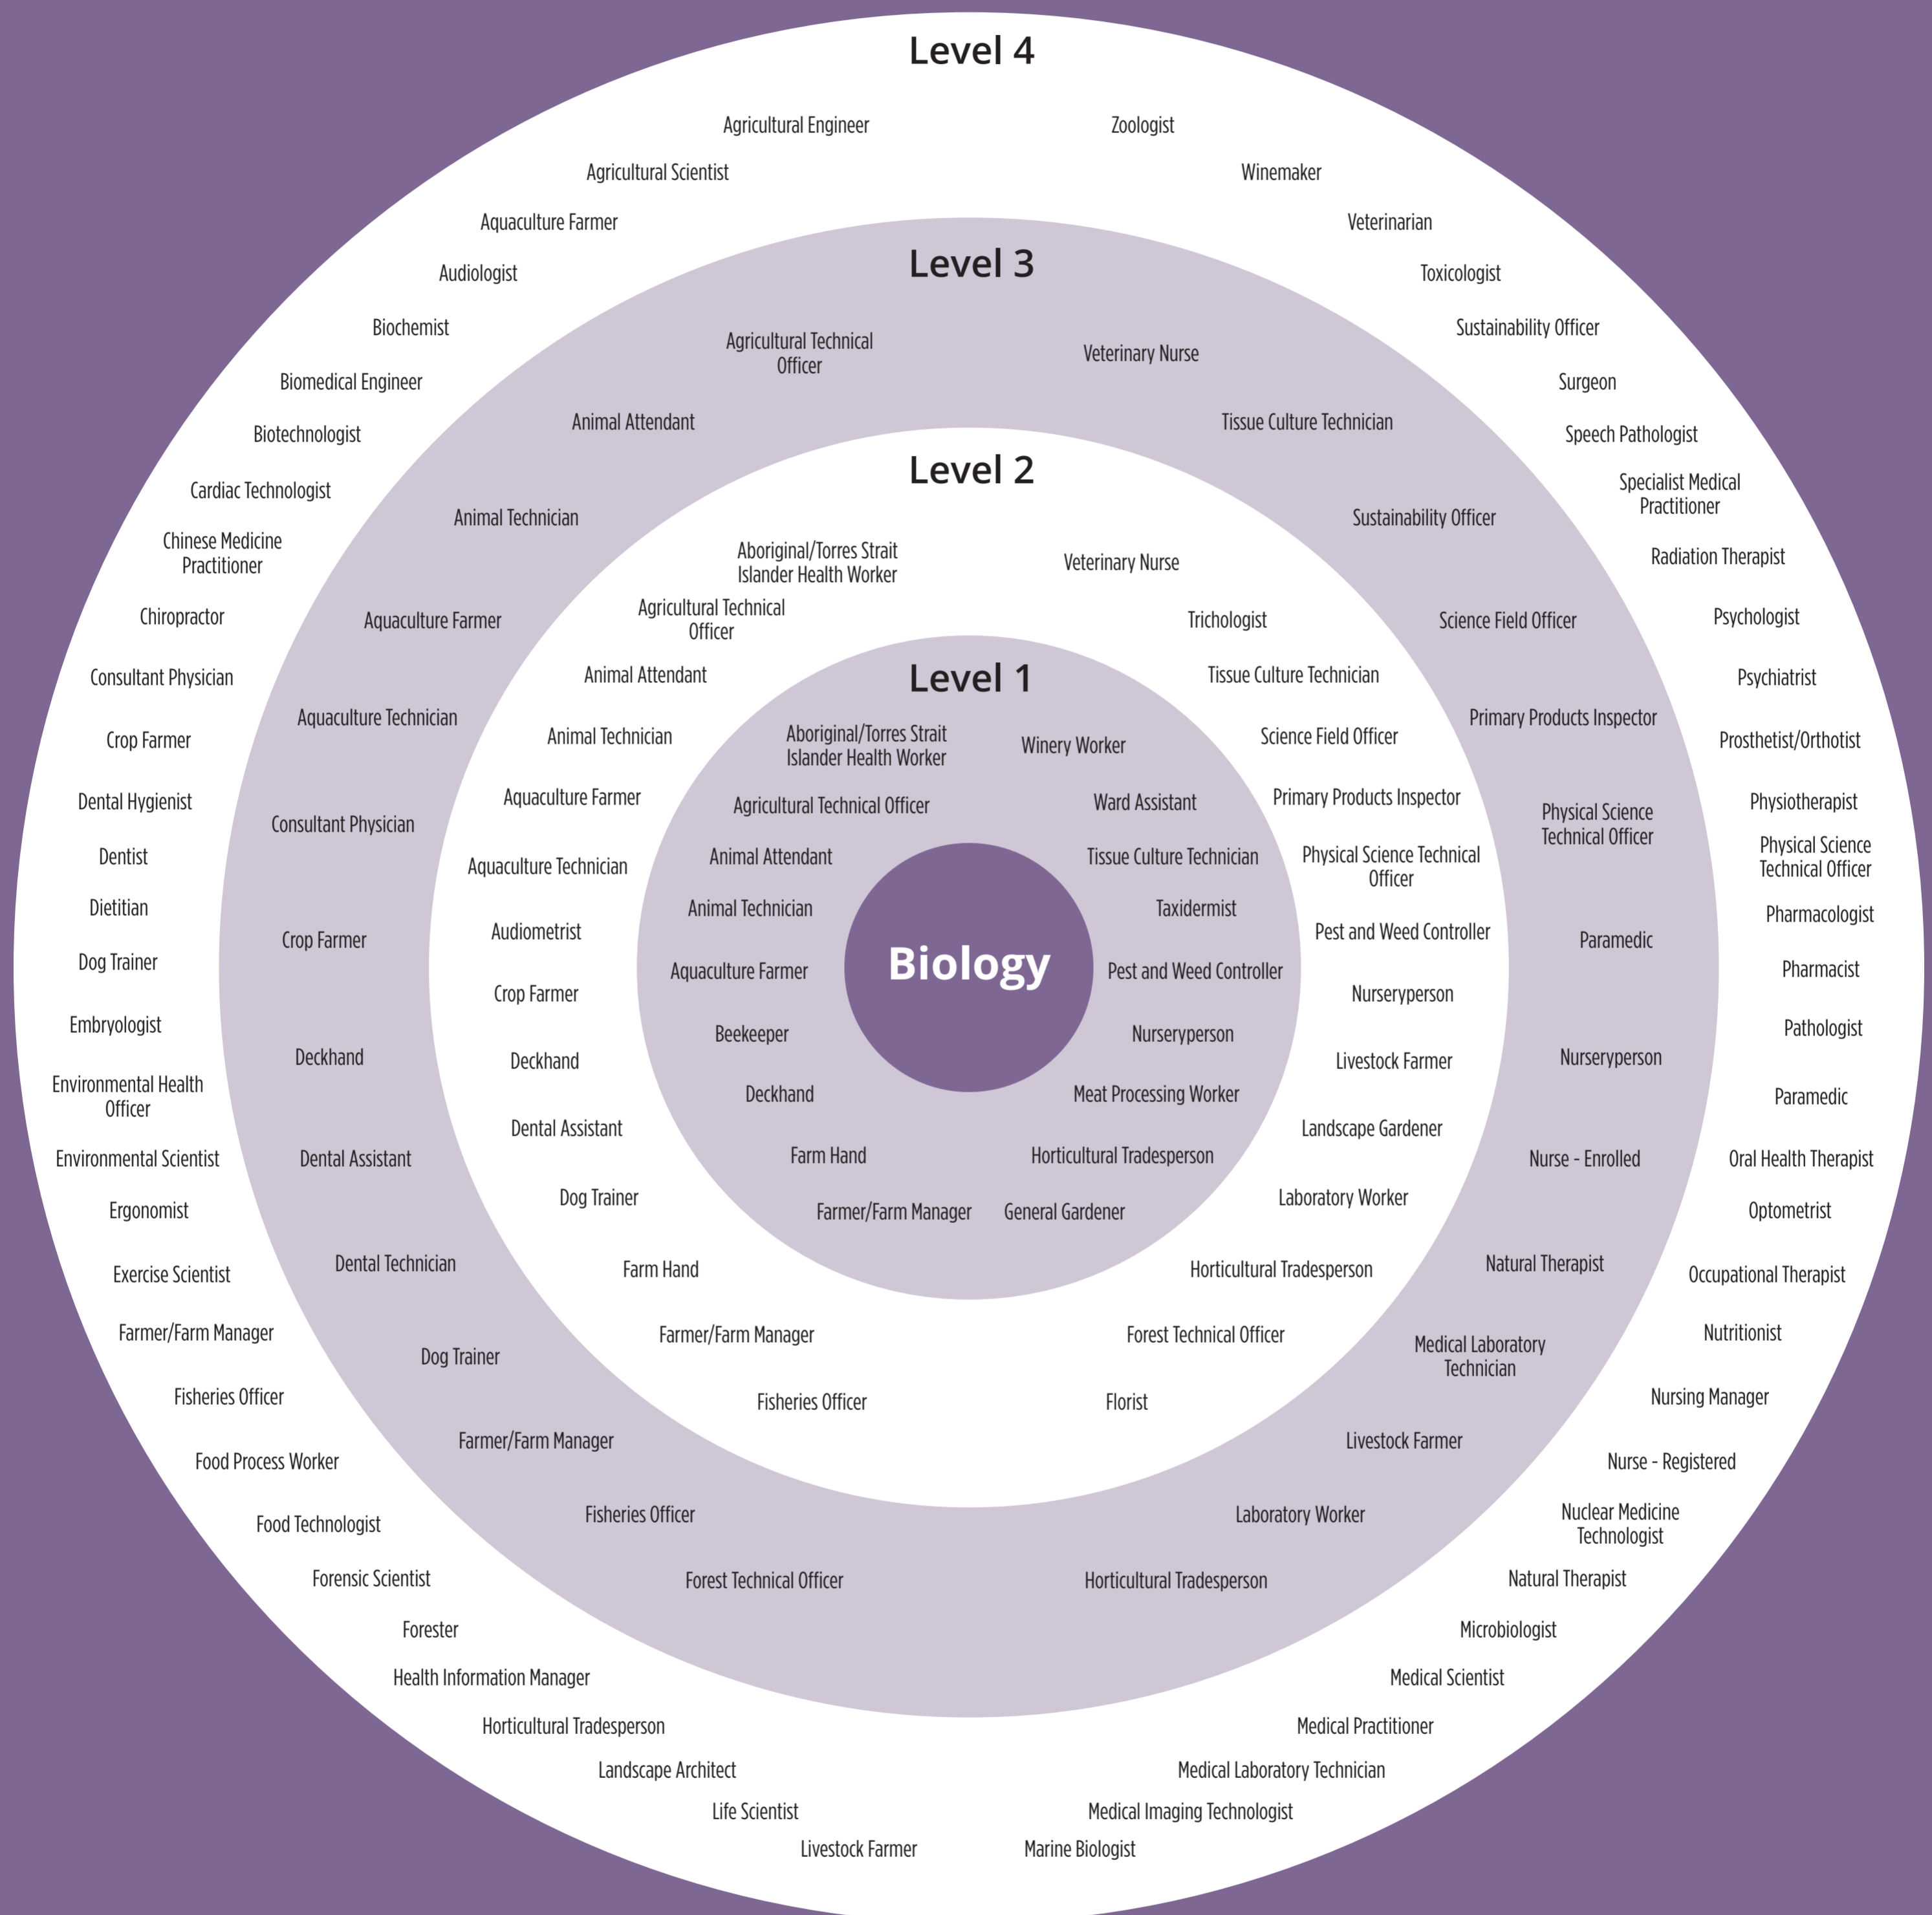 Level 4
Agricultural Engineer
Agricultural Scientist
Aquaculture Farmer
Audiologist
Biochemist
Biomedical Engineer
Biotechnologist
Cardiac Technologist
Chinese Medicine
Practitioner
Chiropractor
Consultant Physician
Crop Farmer
Dental Hygienist
Dentist
Dietitian
Dog Trainer
Embryologist
Environmental Health
Officer
Environmental Scientist
Ergonomist
Exercise Scientist
Farmer/Farm Manager
Fisheries Officer
Food Process Worker
Food Technologist
Forensic Scientist
Forester
Health Information Manager
Horticultural Tradesperson
Landscape Architect
Life Scientist
Livestock Farmer
Zoologist
Winemaker
Veterinarian
Toxicologist
Sustainability Officer
Surgeon
Speech Pathologist
Specialist Medical
Practitioner
Radiation Therapist
Psychologist
Psychiatrist
Prosthetist/Orthotist
Physiotherapist
Physical Science
Technical Officer
Pharmacologist
Pharmacist
Pathologist
Paramedic
Oral Health Therapist
Optometrist
Occupational Therapist
Nutritionist
Nursing Manager
Nurse - Registered
Nuclear Medicine
Technologist
Natural Therapist
Microbiologist
Medical Scientist
Medical Practitioner
Medical Laboratory Technician
Medical Imaging Technologist
Marine Biologist
Level 3
Agricultural Technical
Officer
Animal Attendant
Animal Technician
Aquaculture Farmer
Aquaculture Technician
Consultant Physician
Crop Farmer
Deckhand
Dental Assistant
Dental Technician
Dog Trainer
Farmer/Farm Manager
Fisheries Officer
Forest Technical Officer
Veterinary Nurse
Tissue Culture Technician
Sustainability Officer
Science Field Officer
Primary Products Inspector
Physical Science
Technical Officer
Paramedic
Nurseryperson
Nurse - Enrolled
Natural Therapist
Medical Laboratory
Technician
Livestock Farmer
Laboratory Worker
Horticultural Tradesperson
Level 2
Aboriginal/Torres Strait
Islander Health Worker
Agricultural Technical
Officer
Animal Attendant
Animal Technician
Aquaculture Farmer
Aquaculture Technician
Audiometrist
Crop Farmer
Deckhand
Dental Assistant
Dog Trainer
Farm Hand
Farmer/Farm Manager
Fisheries Officer
Veterinary Nurse
Trichologist
Tissue Culture Technician
Science Field Officer
Primary Products Inspector
Physical Science Technical
Officer
Pest and Weed Controller
Nurseryperson
Livestock Farmer
Landscape Gardener
Laboratory Worker
Horticultural Tradesperson
Forest Technical Officer
Florist
Level 1
Aboriginal/Torres Strait
Islander Health Worker
Agricultural Technical Officer
Animal Attendant
Animal Technician
Aquaculture Farmer
Beekeeper
Deckhand
Farm Hand
Farmer/Farm Manager
Winery Worker
Ward Assistant
Tissue Culture Technician
Taxidermist
Pest and Weed Controller
Nurseryperson
Meat Processing Worker
Horticultural Tradesperson
General Gardener
Biology